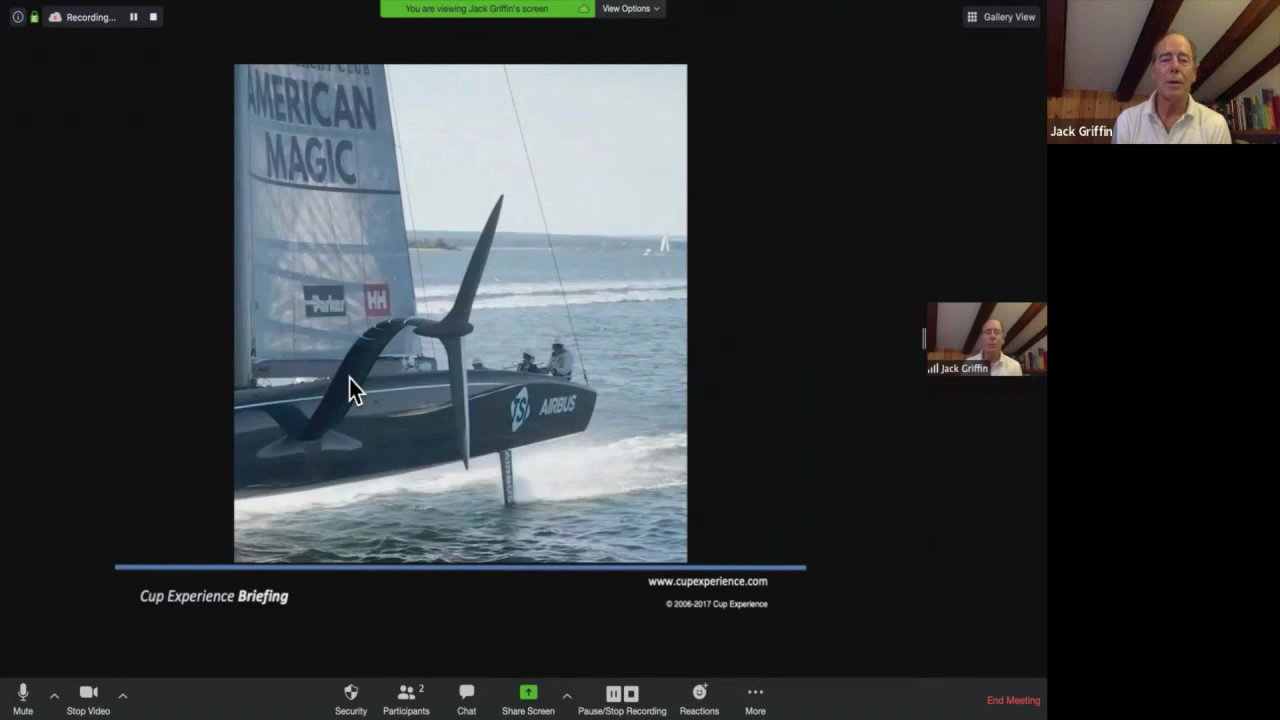 Recording...
You are viewing Jack Griffin's screen
View Options
Gallery View
Jack Griffin
AMERICAN
MAGIC
Parker
HH
AIRBUS
AIRBUS
Jack Griffin
www.cupexperience.com
Cup Experience Briefing
© 2006-2017 Cup Experience
Mute
Stop Video
Security
Participants
2
Chat
Share Screen
Pause/Stop Recording
Reactions
More
End Meeting